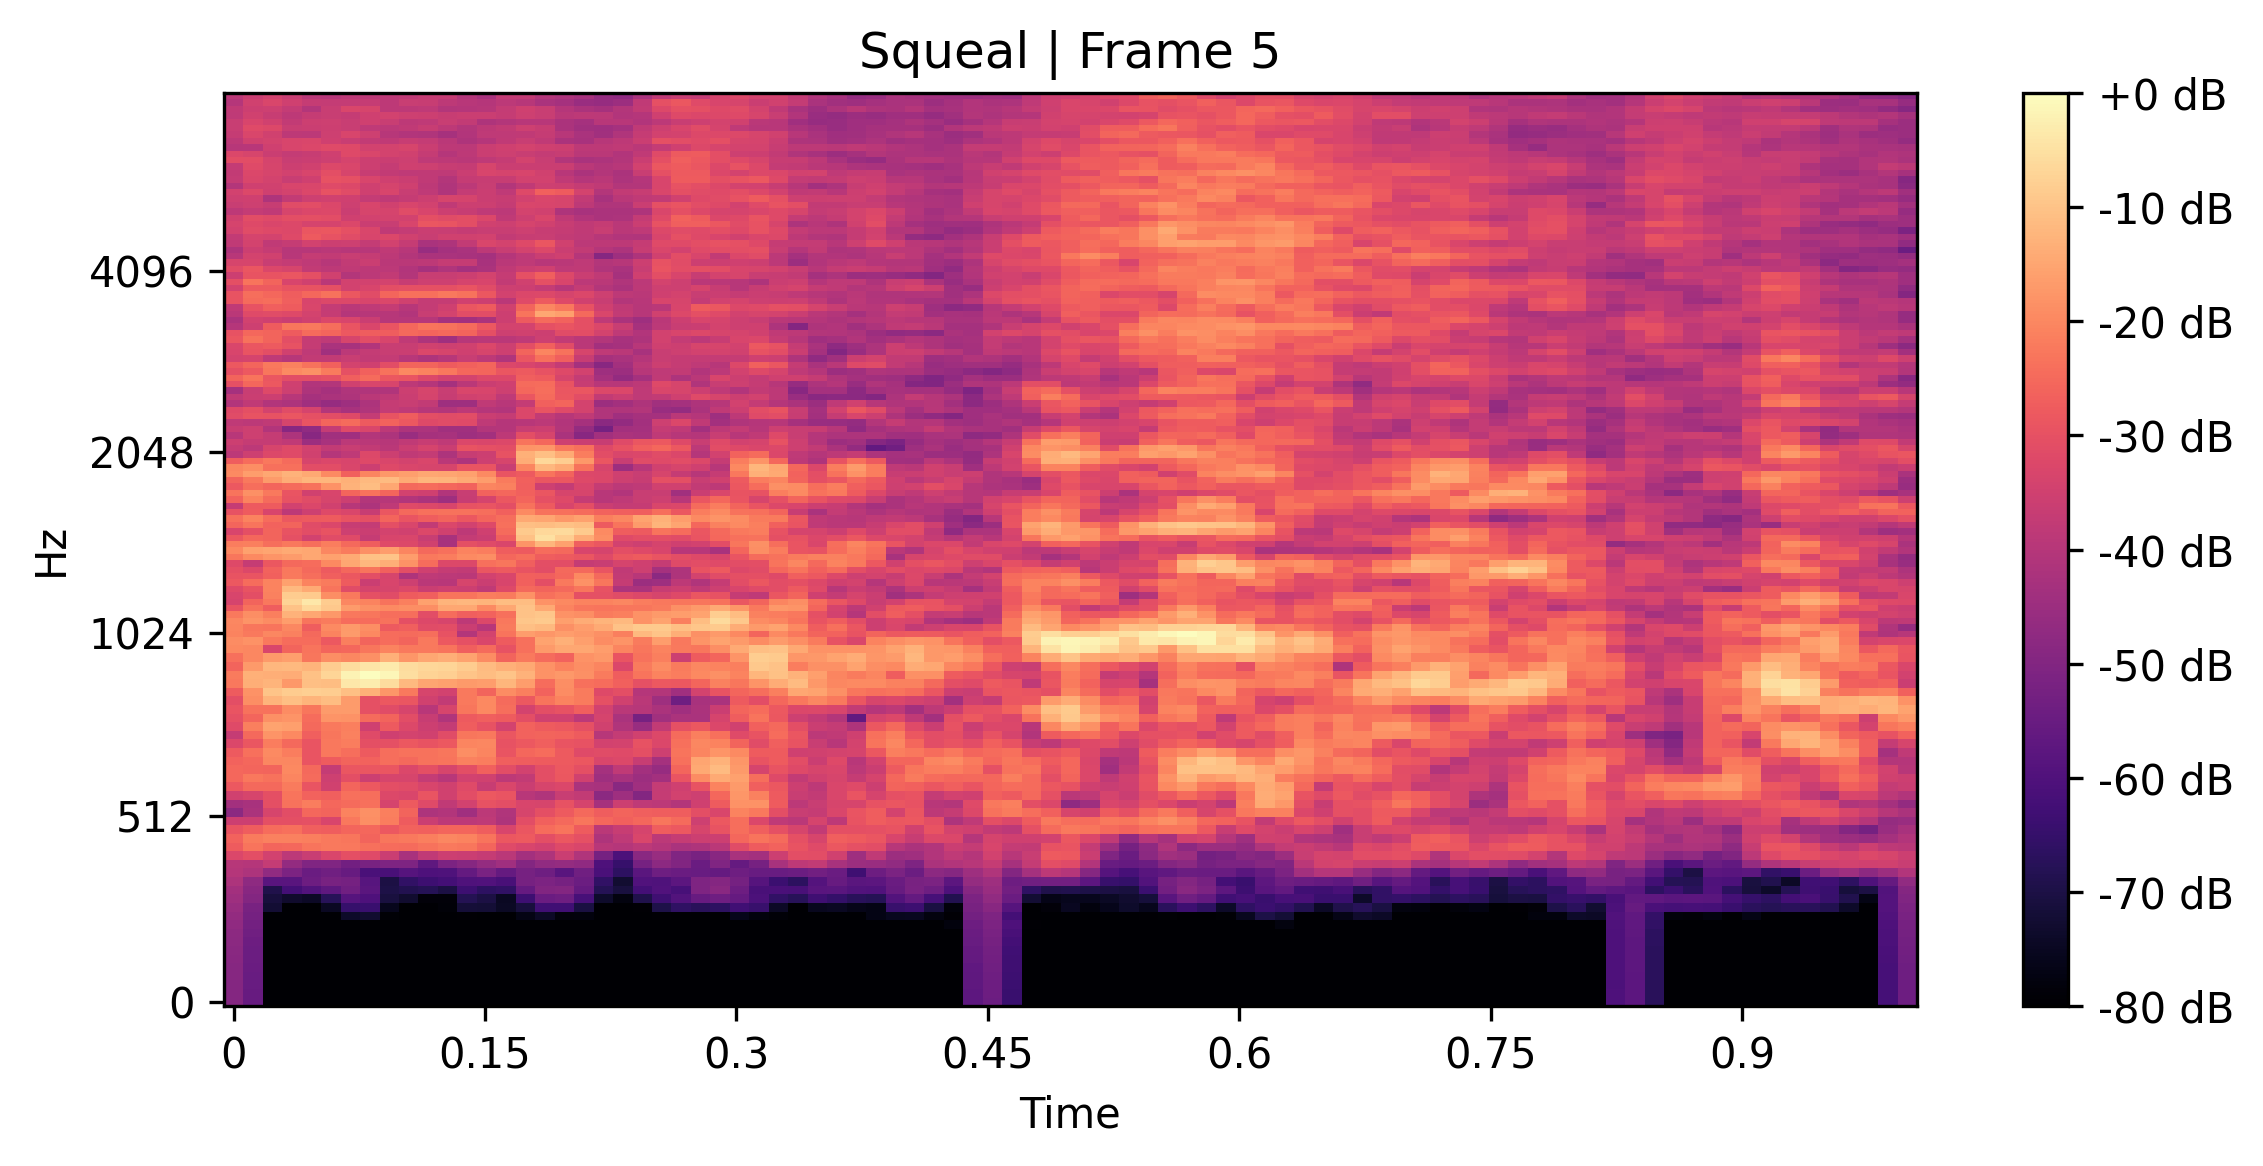 Squeal | Frame 5
Hz
4096
2048
1024
512
0
0 0.15 0.3 0.45 0.6 0.75 0.9
Time
+0 dB
-10 dB
-20 dB
-30 dB
-40 dB
-50 dB
-60 dB
-70 dB
-80 dB